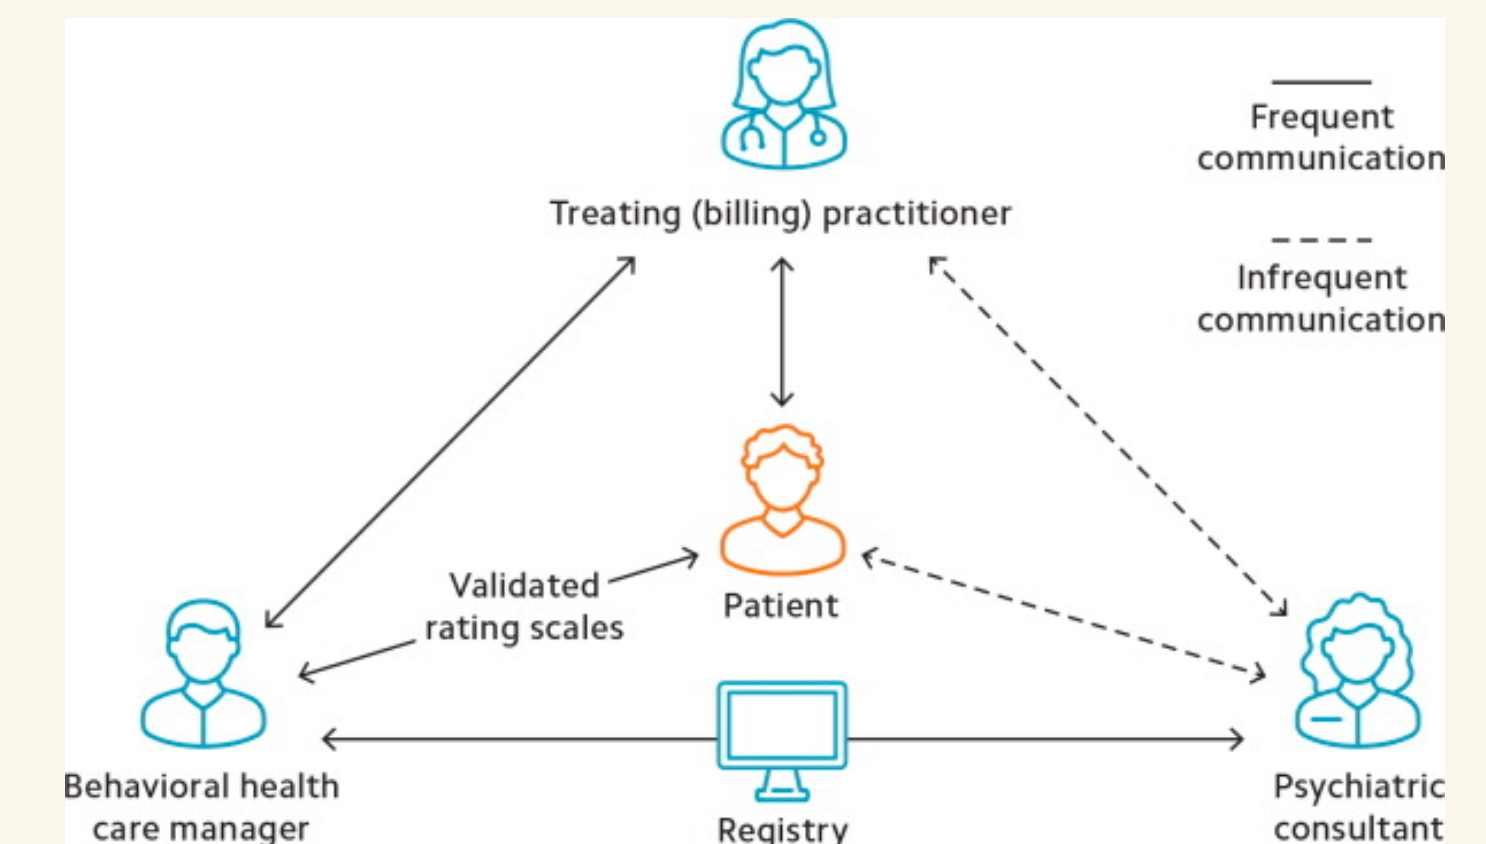 Frequent
communication
Treating (billing) practitioner
Infrequent
communication
Validated
rating scales
Patient
Behavioral health
care manager
Registry
Psychiatric
consultant